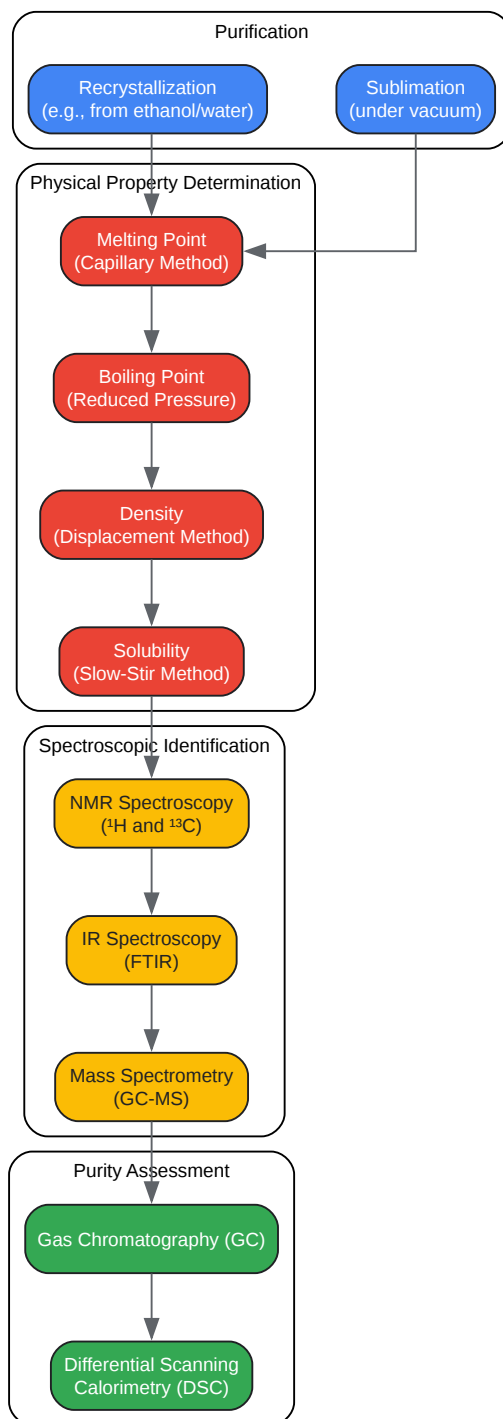 Purification
Recrystallization
(e.g., from ethanol/water)
Sublimation
(under vacuum)
Physical Property Determination
Melting Point
(Capillary Method)
Boiling Point
(Reduced Pressure)
Density
(Displacement Method)
Solubility
(Slow-Stir Method)
Spectroscopic Identification
NMR Spectroscopy
(¹H and ¹³C)
IR Spectroscopy
(FTIR)
Mass Spectrometry
(GC-MS)
Purity Assessment
Gas Chromatography (GC)
Differential Scanning
Calorimetry (DSC)